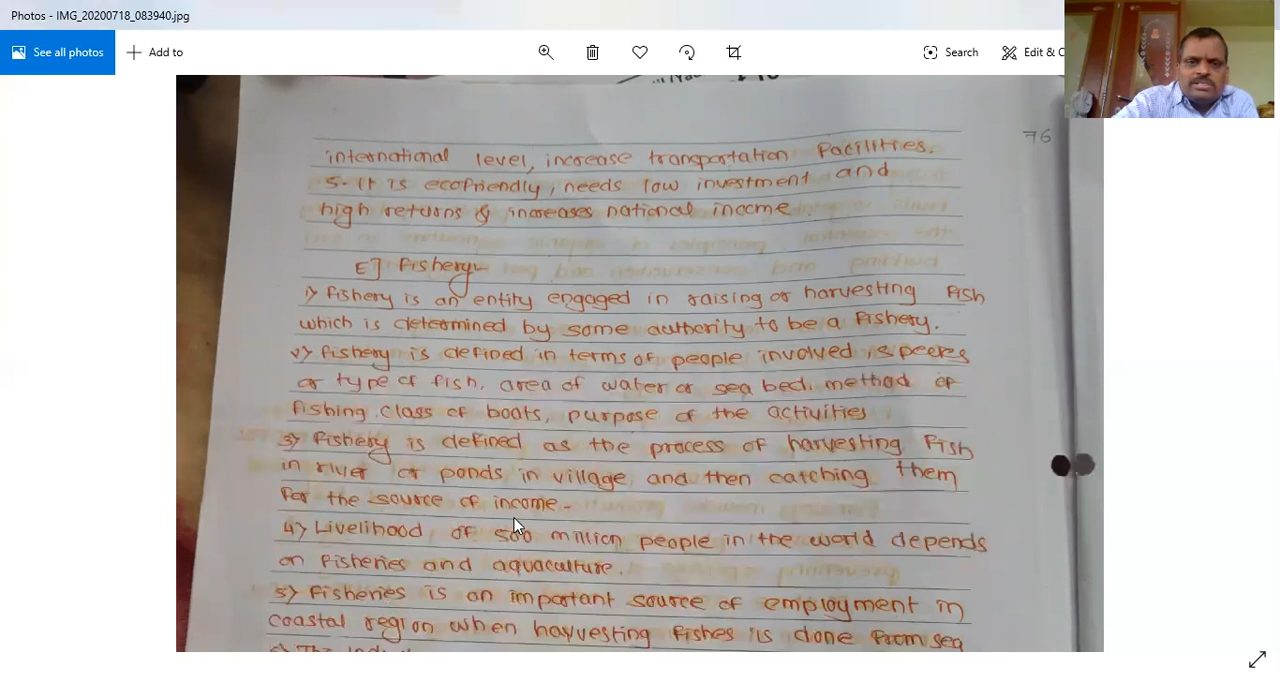 Photos - IMG_20200718_083940.jpg
See all photos
Add to
Search
Edit & C
76
international level, increase transportation Facilities.
5. It is ecofriendly, needs low investment and
high returns & increases national income
E] Fishery-
1) Fishery is an entity engaged in raising or harvesting Fish
which is determined by some authority to be a Fishery.
fishery is defined in terms of people involved is
or type of fish, area of water or sea bed, method of
fishing, class of boats, purpose of the activities
3) Fishery is defined as the process of harvesting Fish
in river or ponds in village, and then catching them
for the source of income-
4) Livelihood of 500 million people in the world depends
on fisheries and aquaculture.
5) Fisheries is an important source of employment in
coastal region when harvesting fishes is done from sea